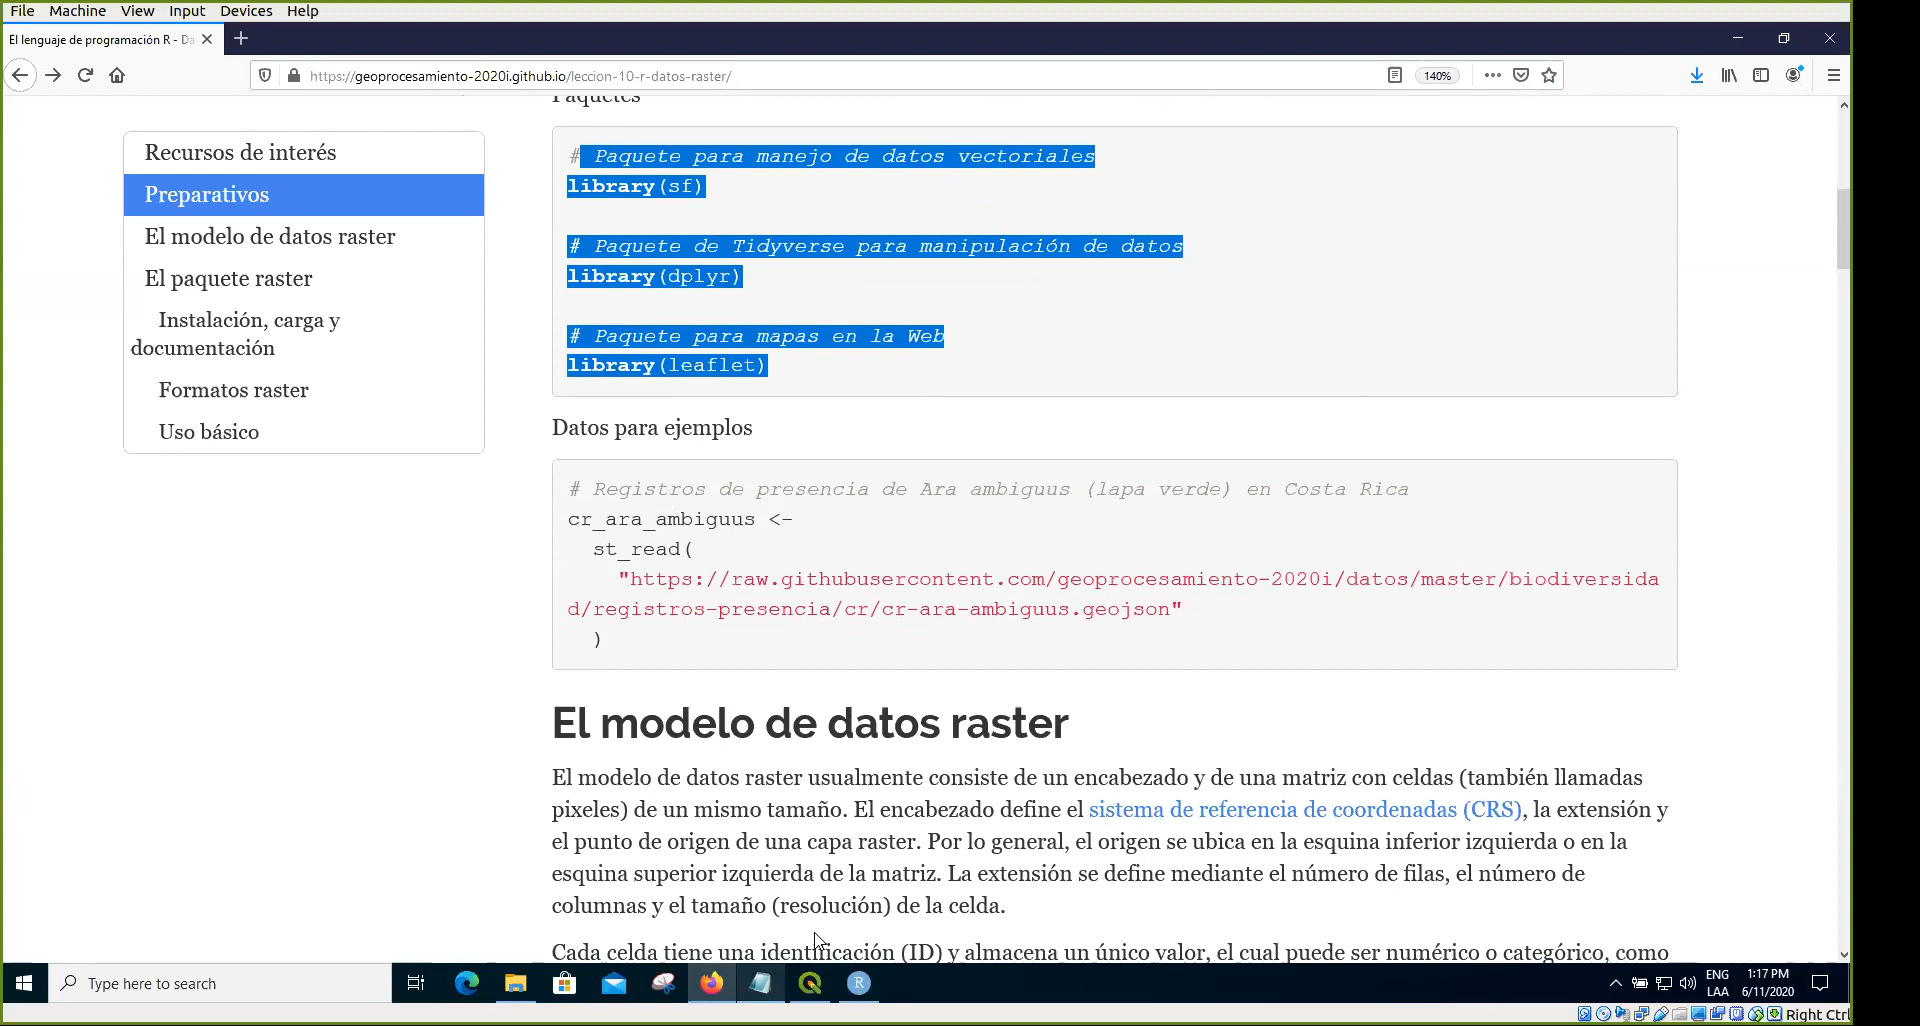 File Machine View Input Devices Help
El lenguaje de programación R - Da
https://geoprocesamiento-2020i.github.io/leccion-10-r-datos-raster/
140%
Paquetes
Recursos de interés
Preparativos
El modelo de datos raster
El paquete raster
Instalación, carga y
documentación
Formatos raster
Uso básico
# Paquete para manejo de datos vectoriales
library(sf)
# Paquete de Tidyverse para manipulación de datos
library(dplyr)
# Paquete para mapas en la Web
library(leaflet)
Datos para ejemplos
# Registros de presencia de Ara ambiguus (lapa verde) en Costa Rica
cr_ara_ambiguus <-
st_read(
"https://raw.githubusercontent.com/geoprocesamiento-2020i/datos/master/biodiversida
d/registros-presencia/cr/cr-ara-ambiguus.geojson"
)
El modelo de datos raster
El modelo de datos raster usualmente consiste de un encabezado y de una matriz con celdas (también llamadas
pixeles) de un mismo tamaño. El encabezado define el sistema de referencia de coordenadas (CRS), la extensión y
el punto de origen de una capa raster. Por lo general, el origen se ubica en la esquina inferior izquierda o en la
esquina superior izquierda de la matriz. La extensión se define mediante el número de filas, el número de
columnas y el tamaño (resolución) de la celda.
Cada celda tiene una identificación (ID) y almacena un único valor, el cual puede ser numérico o categórico, como
Type here to search
R
ENG
LAA
1:17 PM
6/11/2020
Right Ctrl